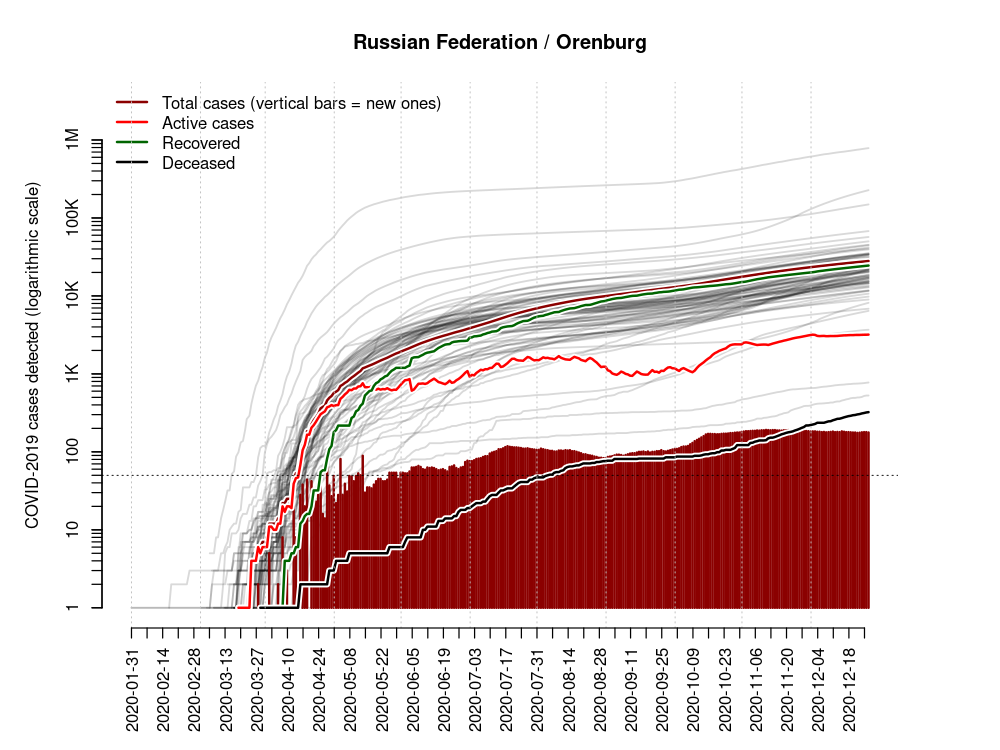 Russian Federation / Orenburg
Total cases (vertical bars = new ones)
Active cases
Recovered
Deceased
COVID-2019 cases detected (logarithmic scale)
1M
100K
10K
1K
100
10
1
2020-01-31
2020-02-14
2020-02-28
2020-03-13
2020-03-27
2020-04-10
2020-04-24
2020-05-08
2020-05-22
2020-06-05
2020-06-19
2020-07-03
2020-07-17
2020-07-31
2020-08-14
2020-08-28
2020-09-11
2020-09-25
2020-10-09
2020-10-23
2020-11-06
2020-11-20
2020-12-04
2020-12-18